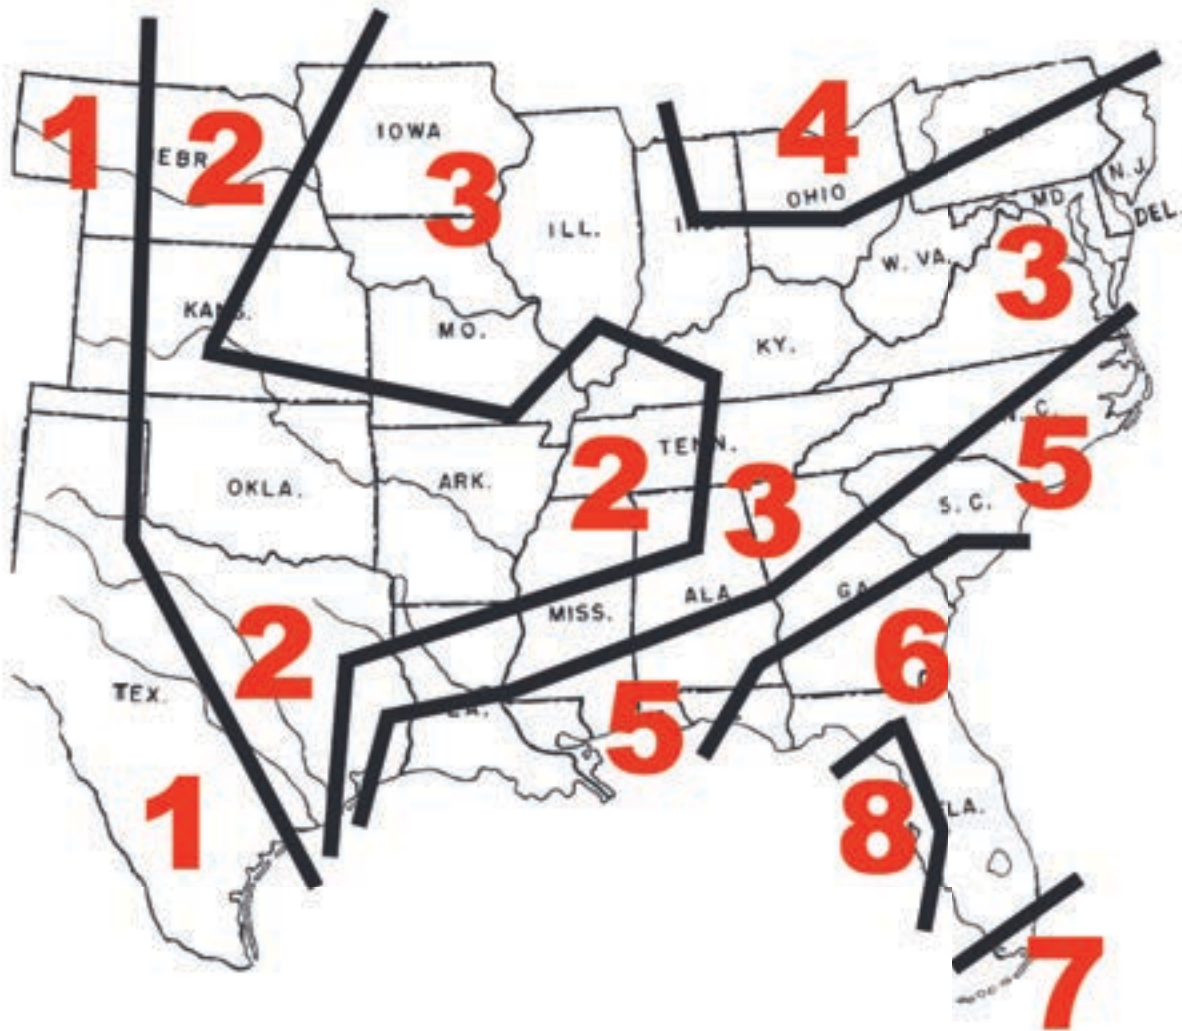 4
IOWA
1
2
3
OHIO
N.J.
MD.
DEL.
ILL.
W. VA.
3
KANS.
MO.
KY.
N.C.
2
TENN.
5
OKLA.
ARK.
3
S.C.
ALA
GA
MISS.
2
6
TEX.
5
1
8
7